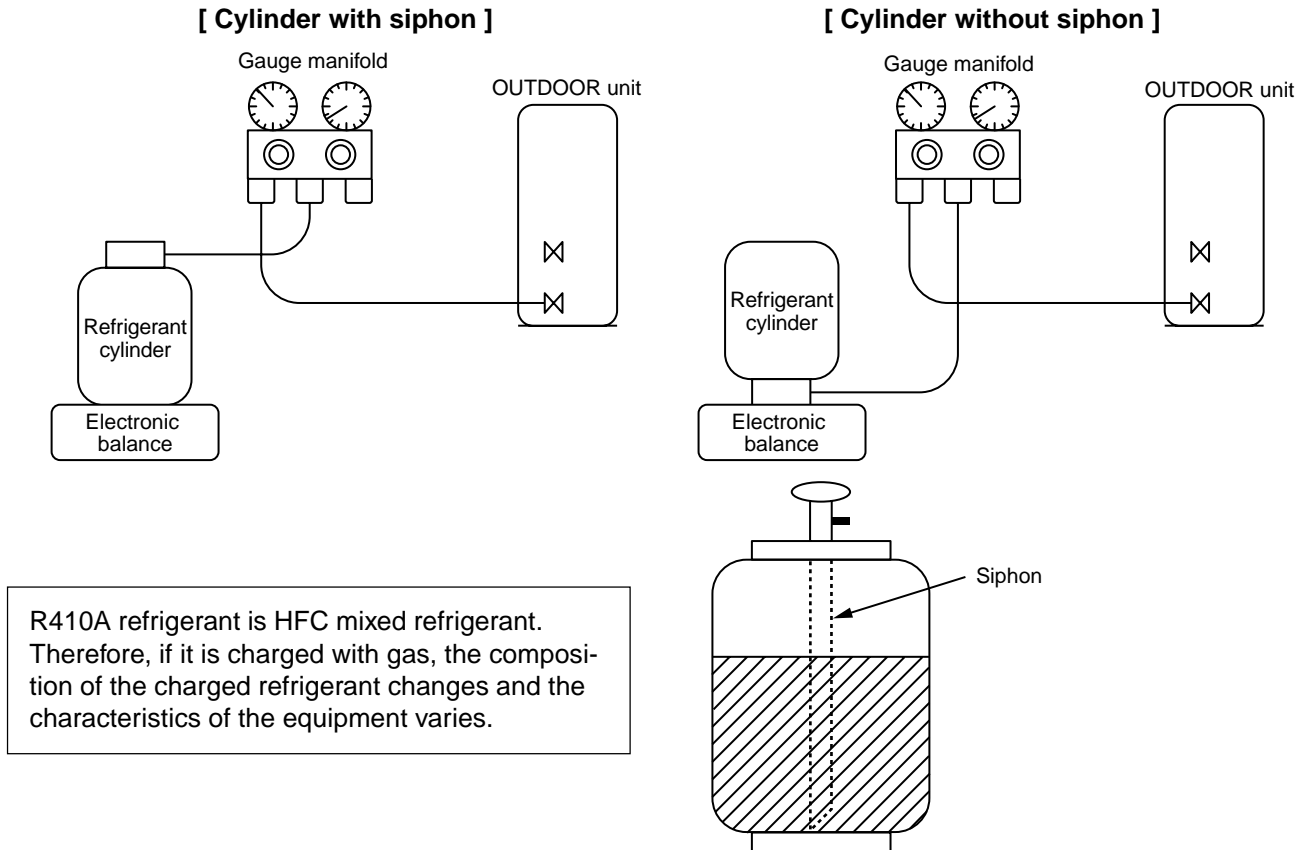 [ Cylinder with siphon ]
Gauge manifold
OUTDOOR unit
Refrigerant
cylinder
Electronic
balance
[ Cylinder without siphon ]
Gauge manifold
OUTDOOR unit
Refrigerant
cylinder
Electronic
balance
Siphon
R410A refrigerant is HFC mixed refrigerant.
Therefore, if it is charged with gas, the composi-
tion of the charged refrigerant changes and the
characteristics of the equipment varies.